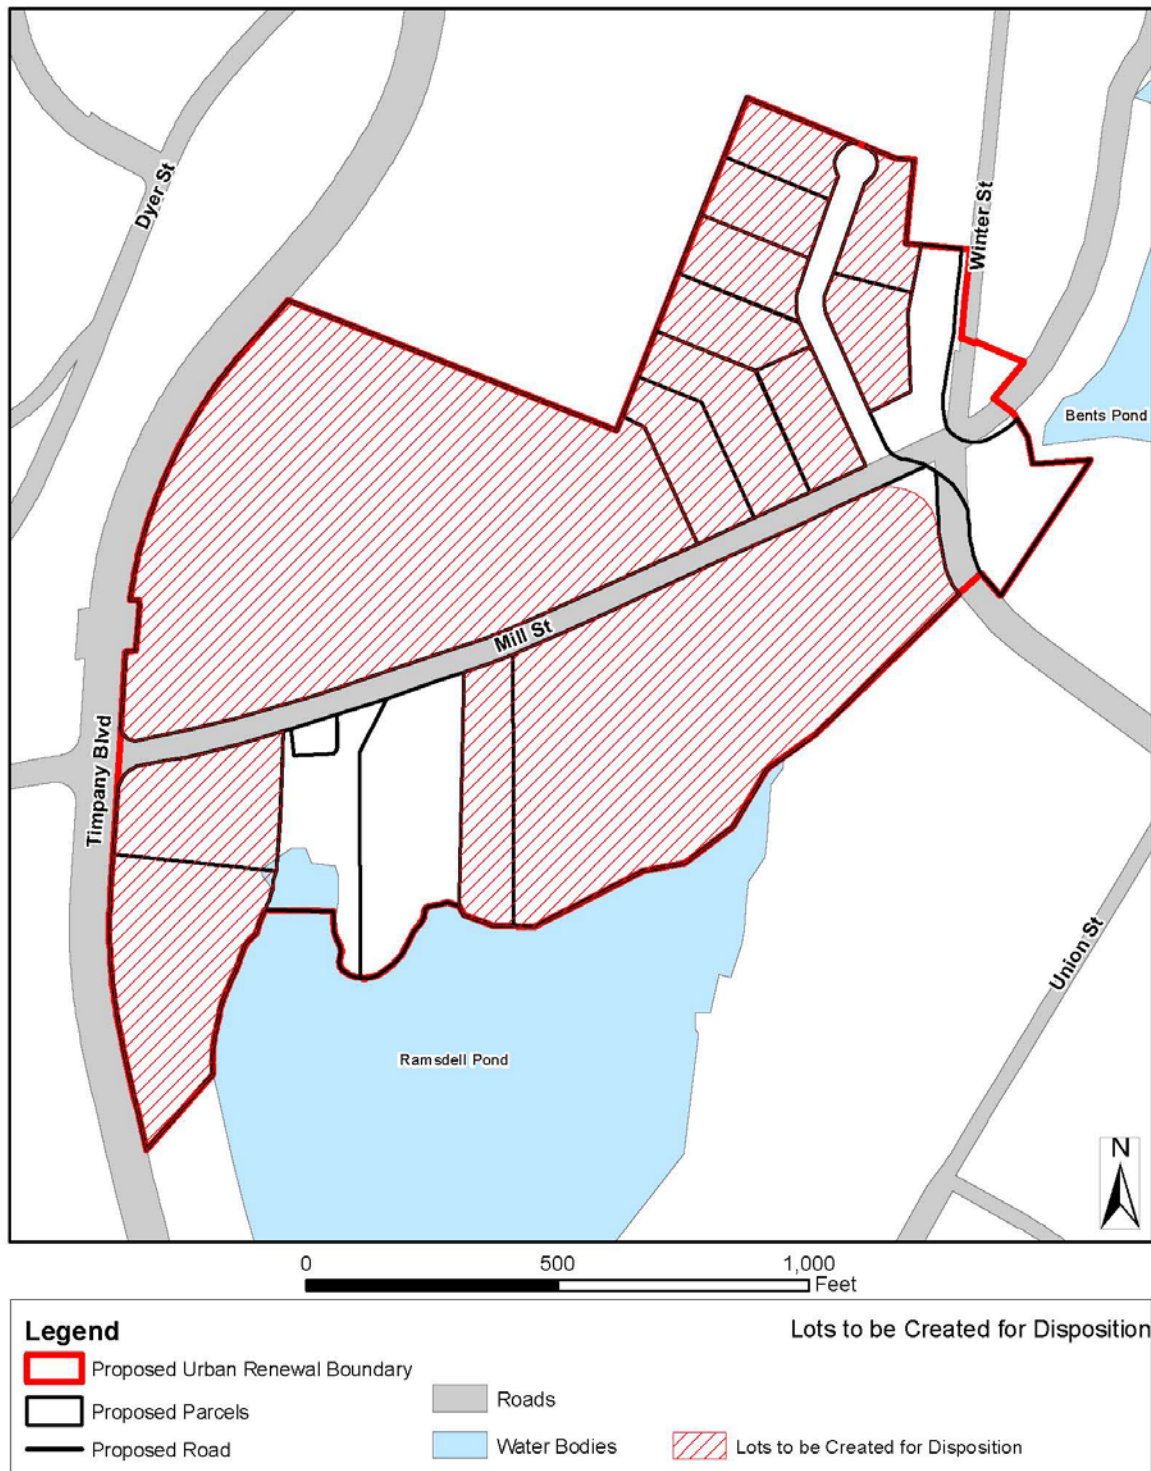 Dyer St
Winter St
Bents Pond
Mill St
Timpany Blvd
Union St
Ramsdell Pond
N
0 500 1,000
Feet
Legend
Lots to be Created for Disposition
Proposed Urban Renewal Boundary
Proposed Parcels
Roads
Proposed Road
Water Bodies
Lots to be Created for Disposition